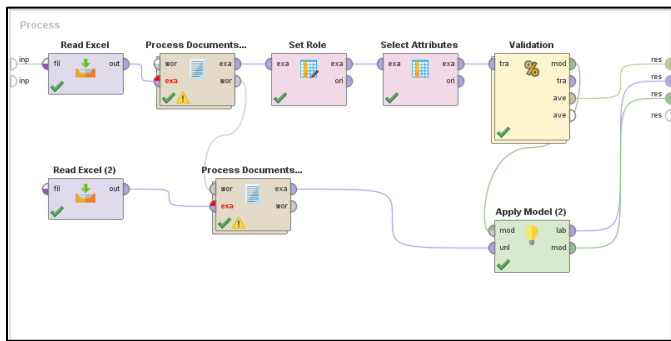 Process
Read Excel
Process Documents...
Set Role
Select Attributes
Validation
inp
fil
out
wor
exa
exa
exa
ori
exa
exa
ori
tra
mod
res
inp
exa
wor
tra
res
ave
res
ave
res
Read Excel (2)
Process Documents...
fil
out
wor
exa
exa
wor
Apply Model (2)
mod
lab
unl
mod